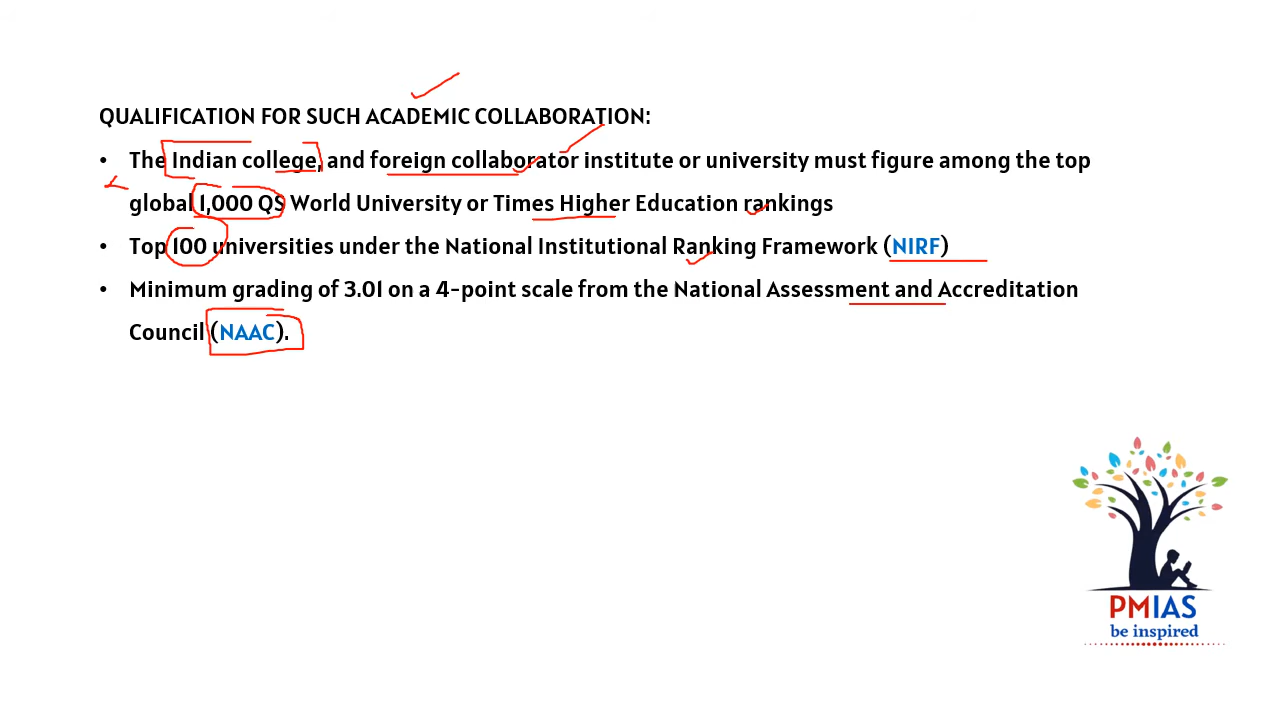 QUALIFICATION FOR SUCH ACADEMIC COLLABORATION:
• The Indian college, and foreign collaborator institute or university must figure among the top
global 1,000 QS World University or Times Higher Education rankings
• Top 100 universities under the National Institutional Ranking Framework (NIRF)
• Minimum grading of 3.01 on a 4-point scale from the National Assessment and Accreditation
Council (NAAC).
PMIAS
be inspired